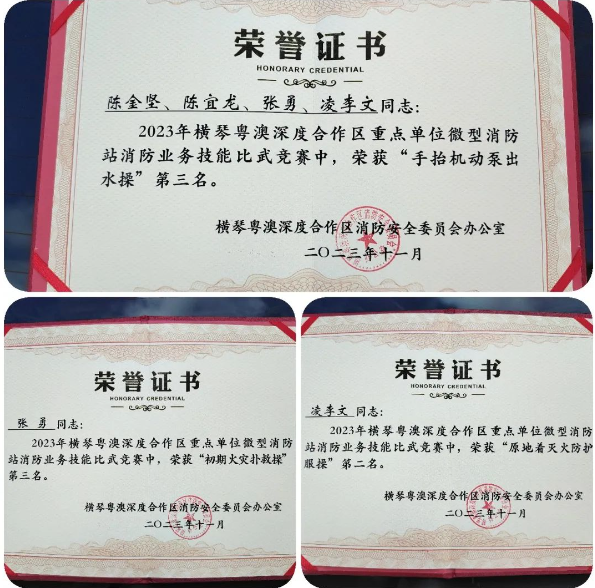 荣誉证书
HONORARY CREDENTIAL
陈金坚、陈宜龙、张勇、凌李文同志：
2023年横琴粤澳深度合作区重点单位微型消防
站消防业务技能比武竞赛中，荣获“手抬机动泵出
水操”第三名。
横琴粤澳深度合作区消防安全委员会办公室
二〇二三年十一月
荣誉证书
HONORARY CREDENTIAL
张勇 同志：
2023年横琴粤澳深度合作区重点单位微型消防
站消防业务技能比武竞赛中，荣获“初期火灾扑救操”
第三名。
横琴粤澳深度合作区消防安全委员会办公室
二〇二三年十一月
荣誉证书
HONORARY CREDENTIAL
凌李文 同志：
2023年横琴粤澳深度合作区重点单位微型消防
站消防业务技能比武竞赛中，荣获“原地着灭火防护
服操”第二名。
横琴粤澳深度合作区消防安全委员会办公室
二〇二三年十一月